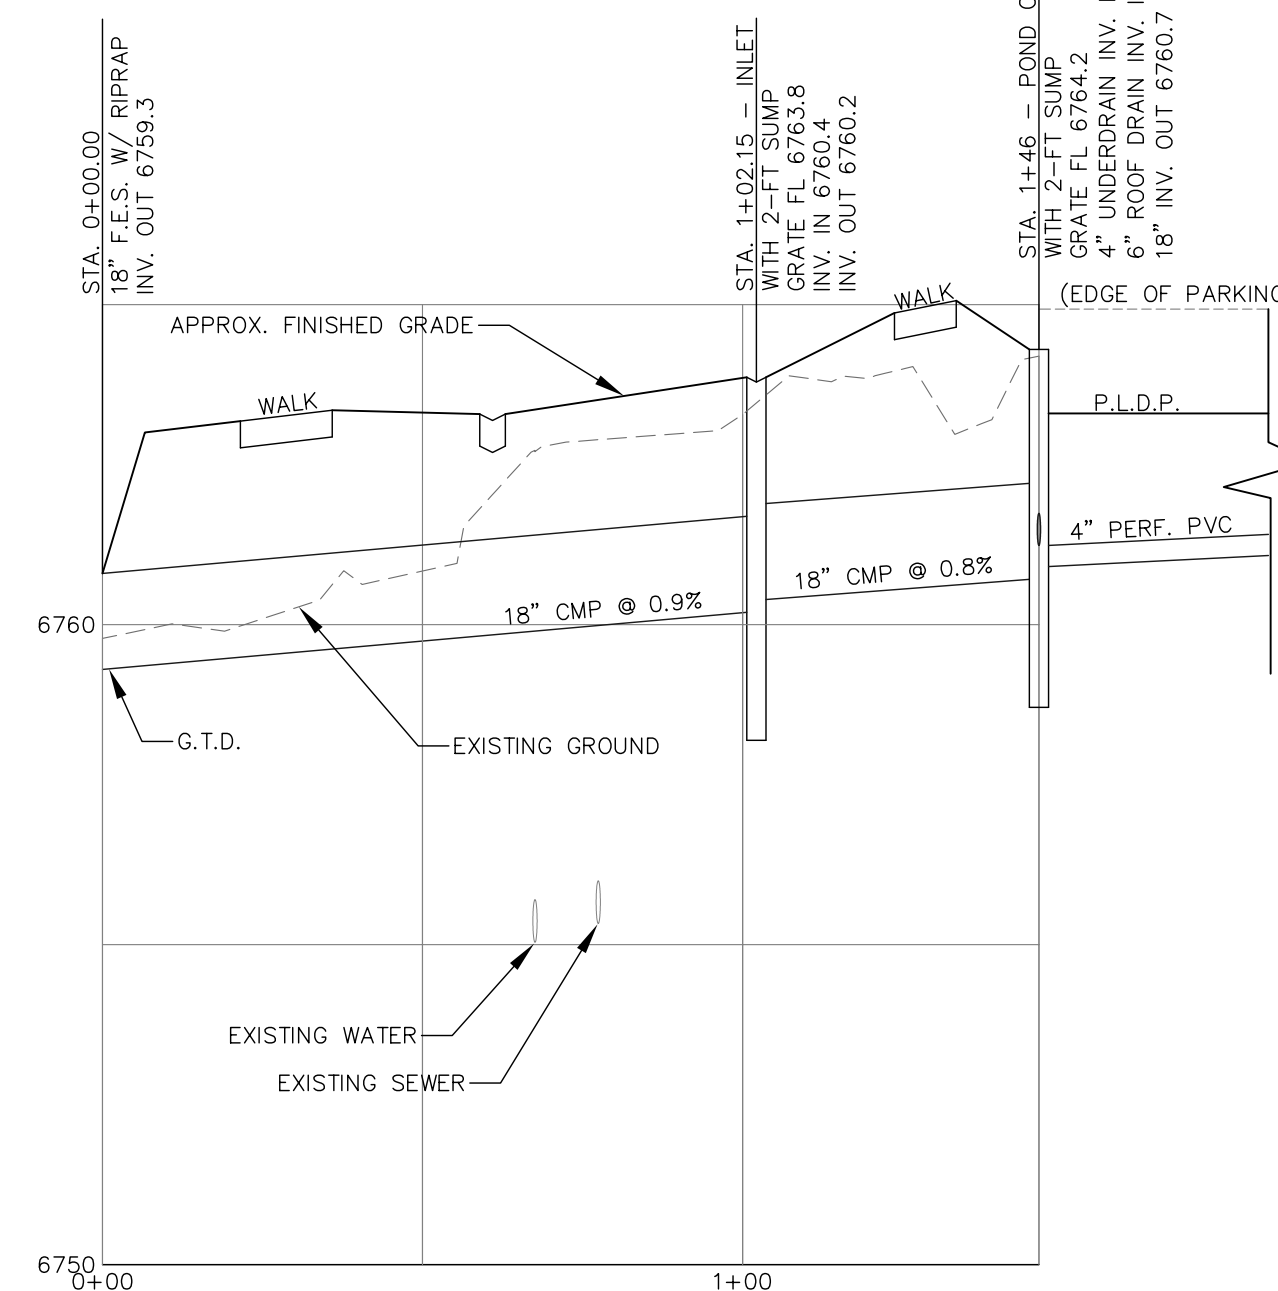 STA. 0+00.00
18" F.E.S. W/ RIPRAP
INV. OUT 6759.3
STA. 1+02.15 – INLET
WITH 2–FT SUMP
GRATE FL 6763.8
INV. IN 6760.4
INV. OUT 6760.2
STA. 1+46 – POND
WITH 2–FT SUMP
GRATE FL 6764.2
4" UNDERDRAIN INV.
6" ROOF DRAIN INV.
18" INV. OUT 6760.7
(EDGE OF PARKING
WALK
APPROX. FINISHED GRADE
WALK
P.L.D.P.
4" PERF. PVC
18" CMP @ 0.8%
18" CMP @ 0.9%
6760
G.T.D.
EXISTING GROUND
EXISTING WATER
EXISTING SEWER
6750
0+00
1+00